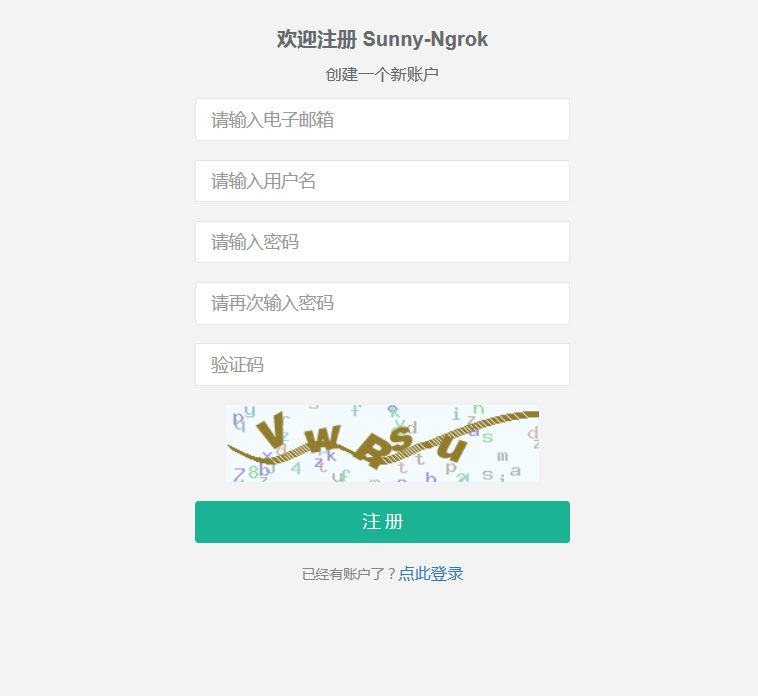 欢迎注册 Sunny-Ngrok
创建一个新账户
请输入电子邮箱
请输入用户名
请输入密码
请再次输入密码
验证码
注 册
已经有账户了？点此登录